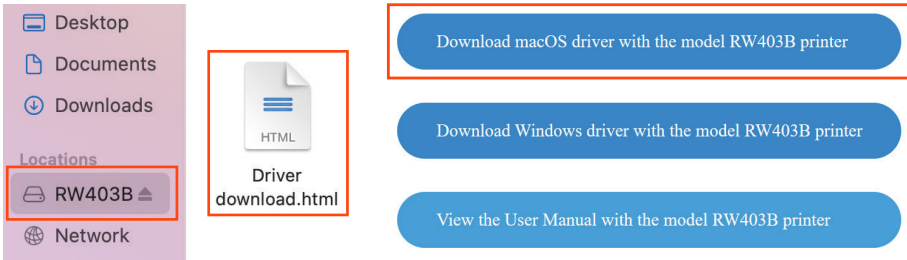 Desktop
Documents
Downloads
Locations
RW403B
Network
HTML
Driver
download.html
Download macOS driver with the model RW403B printer
Download Windows driver with the model RW403B printer
View the User Manual with the model RW403B printer